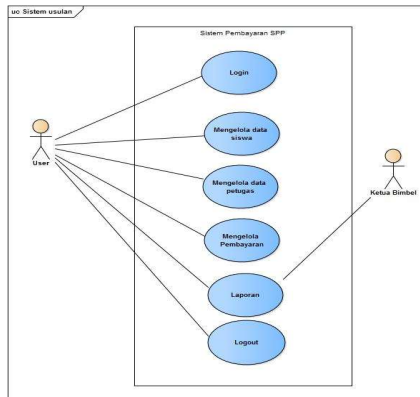 uc Sistem usulan
Sistem Pembayaran SPP
Login
Mengelola data
siswa
User
Mengelola data
petugas
Ketua Bimbel
Mengelola
Pembayaran
Laporan
Logout